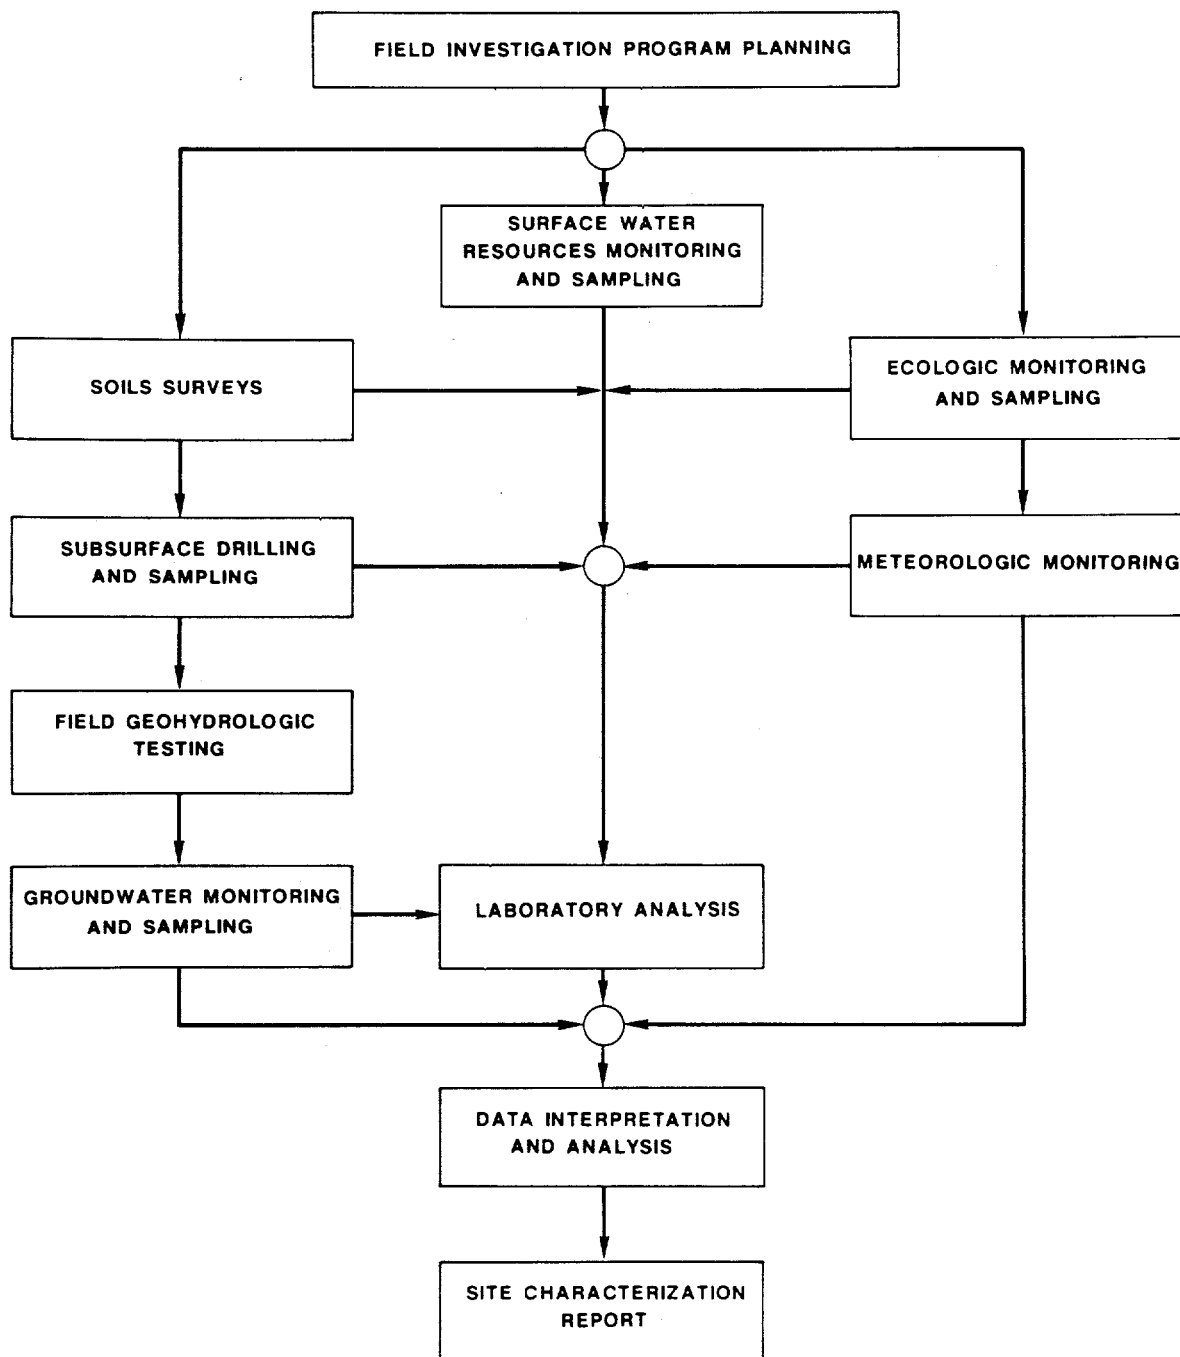 FIELD INVESTIGATION PROGRAM PLANNING
SURFACE WATER
RESOURCES MONITORING
AND SAMPLING
SOILS SURVEYS
ECOLOGIC MONITORING
AND SAMPLING
SUBSURFACE DRILLING
AND SAMPLING
METEOROLOGIC MONITORING
FIELD GEOHYDROLOGIC
TESTING
GROUNDWATER MONITORING
AND SAMPLING
LABORATORY ANALYSIS
DATA INTERPRETATION
AND ANALYSIS
SITE CHARACTERIZATION
REPORT